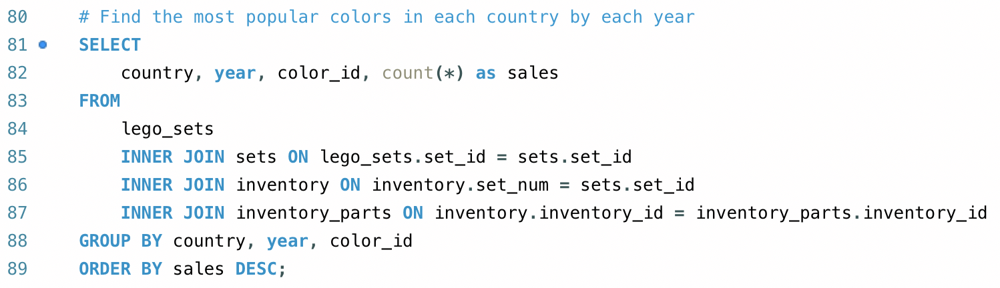 80 # Find the most popular colors in each country by each year
81 SELECT
82 country, year, color_id, count(*) as sales
83 FROM
84 lego_sets
85 INNER JOIN sets ON lego_sets.set_id = sets.set_id
86 INNER JOIN inventory ON inventory.set_num = sets.set_id
87 INNER JOIN inventory_parts ON inventory.inventory_id = inventory_parts.inventory_id
88 GROUP BY country, year, color_id
89 ORDER BY sales DESC;